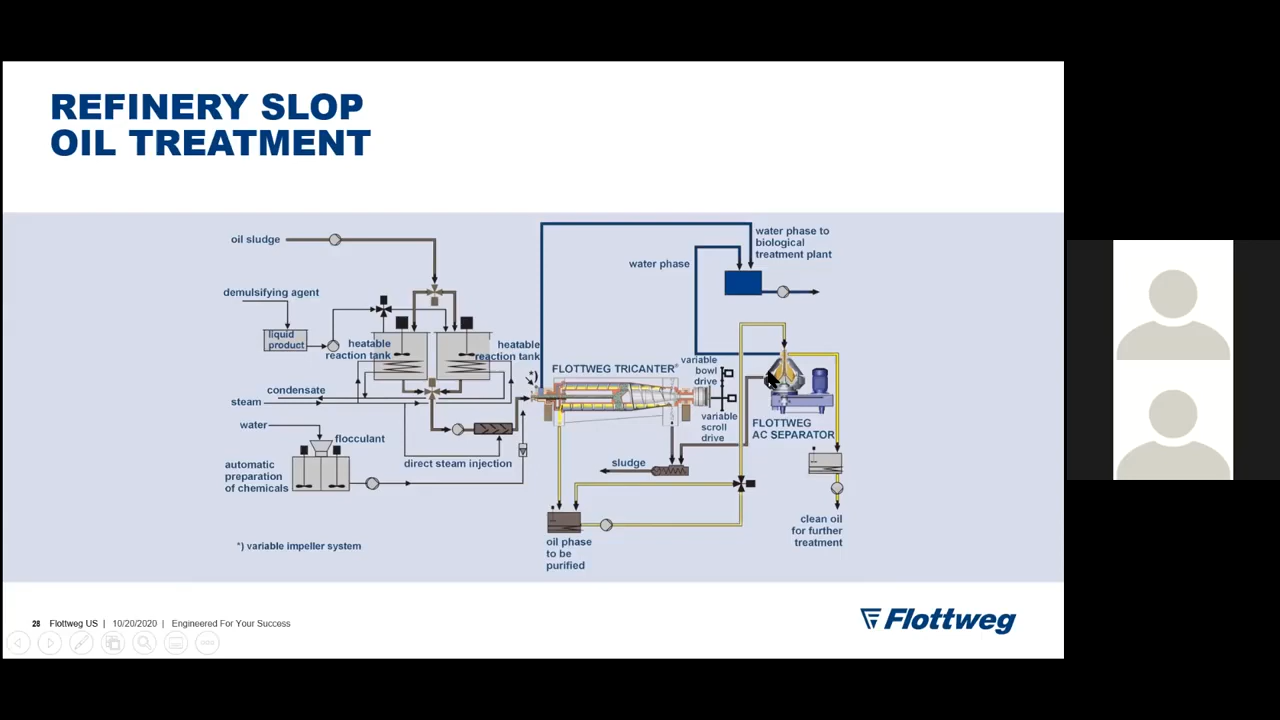 REFINERY SLOP
OIL TREATMENT
oil sludge
demulsifying agent
liquid
product
heatable
reaction tank
heatable
reaction tank
condensate
steam
water
flocculant
automatic
preparation
of chemicals
direct steam injection
*)
FLOTTWEG TRICANTER®
variable
bowl
drive
variable
scroll
drive
sludge
water phase
water phase to
biological
treatment plant
FLOTTWEG
AC SEPARATOR
oil phase
to be
purified
clean oil
for further
treatment
*) variable impeller system
28 Flottweg US | 10/20/2020 | Engineered For Your Success
Flottweg